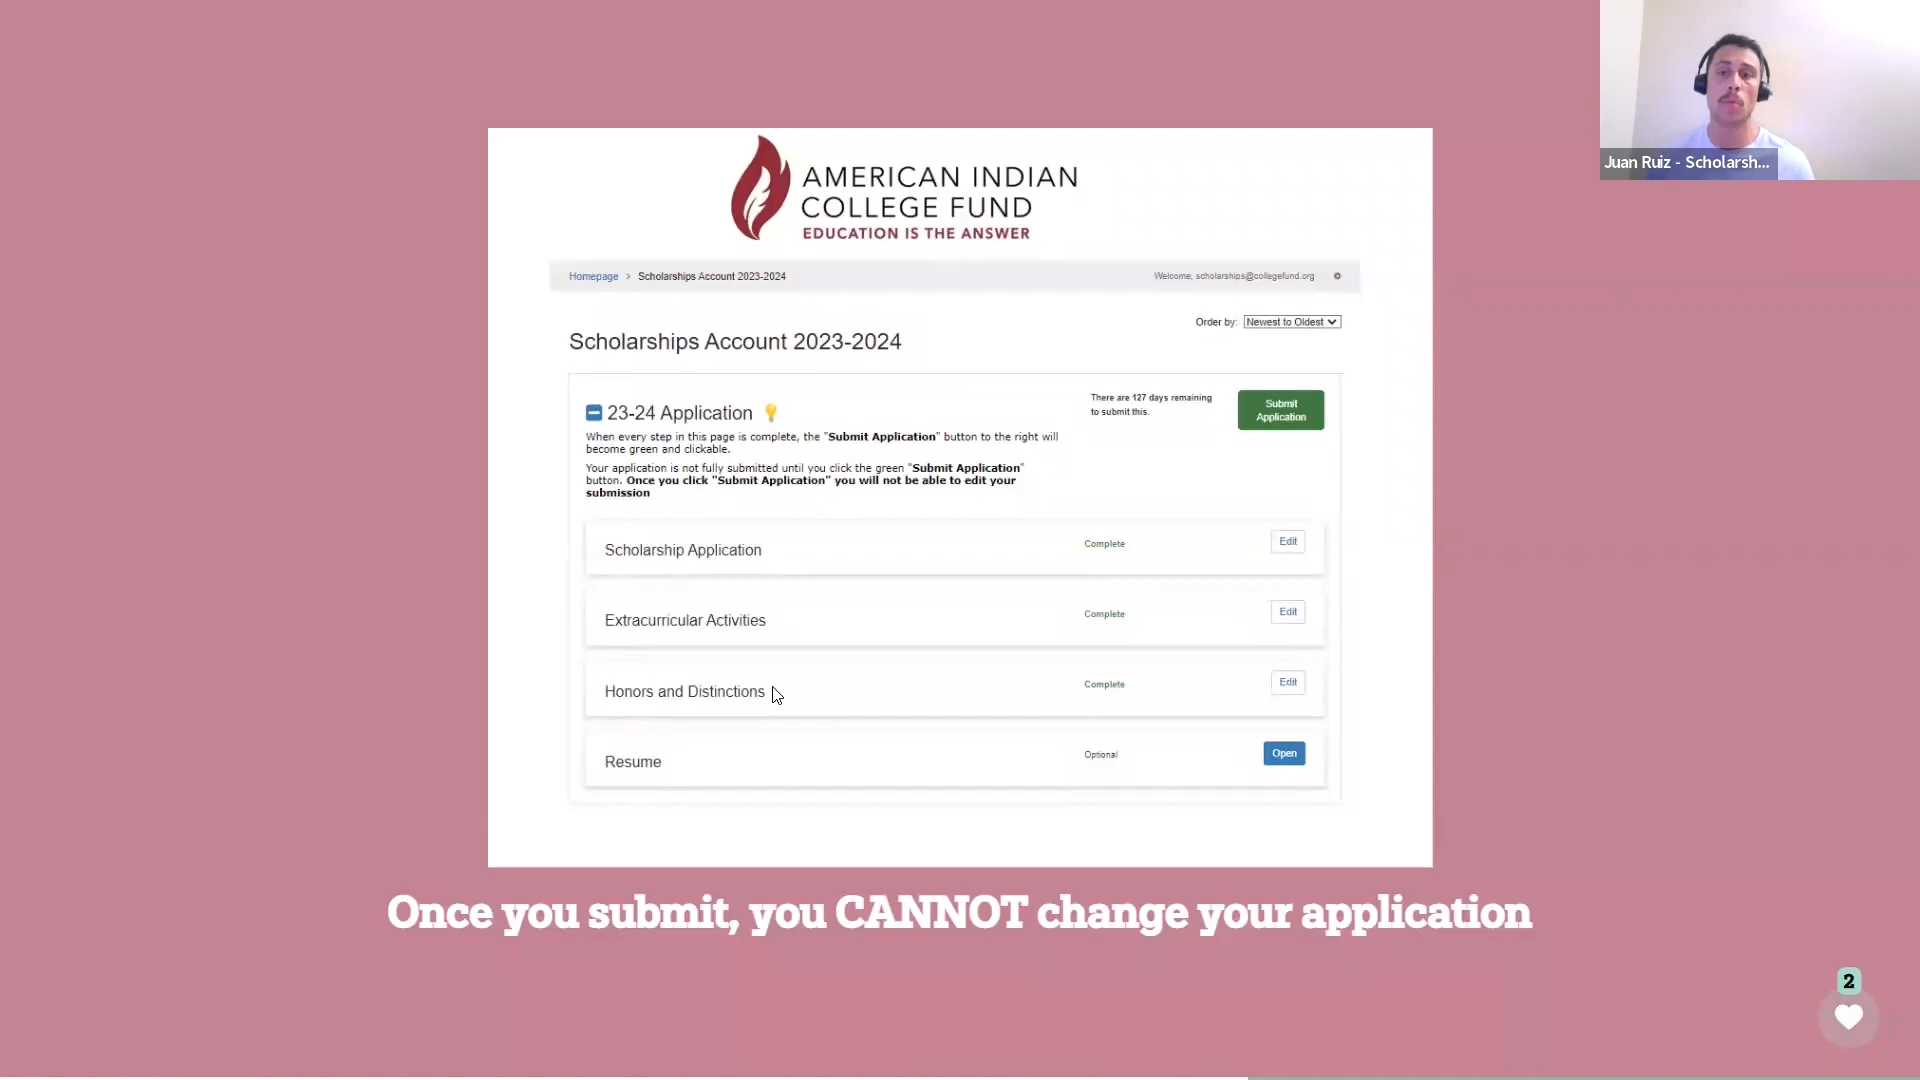 Juan Ruiz - Scholarsh...
AMERICAN INDIAN
COLLEGE FUND
EDUCATION IS THE ANSWER
Homepage > Scholarships Account 2023-2024
Welcome, scholarships@collegefund.org
Order by: Newest to Oldest
Scholarships Account 2023-2024
23-24 Application
There are 127 days remaining
to submit this.
Submit
Application
When every step in this page is complete, the "Submit Application" button to the right will
become green and clickable.
Your application is not fully submitted until you click the green "Submit Application"
button. Once you click "Submit Application" you will not be able to edit your
submission
Scholarship Application Complete Edit
Extracurricular Activities Complete Edit
Honors and Distinctions Complete Edit
Resume Optional Open
Once you submit, you CANNOT change your application
2